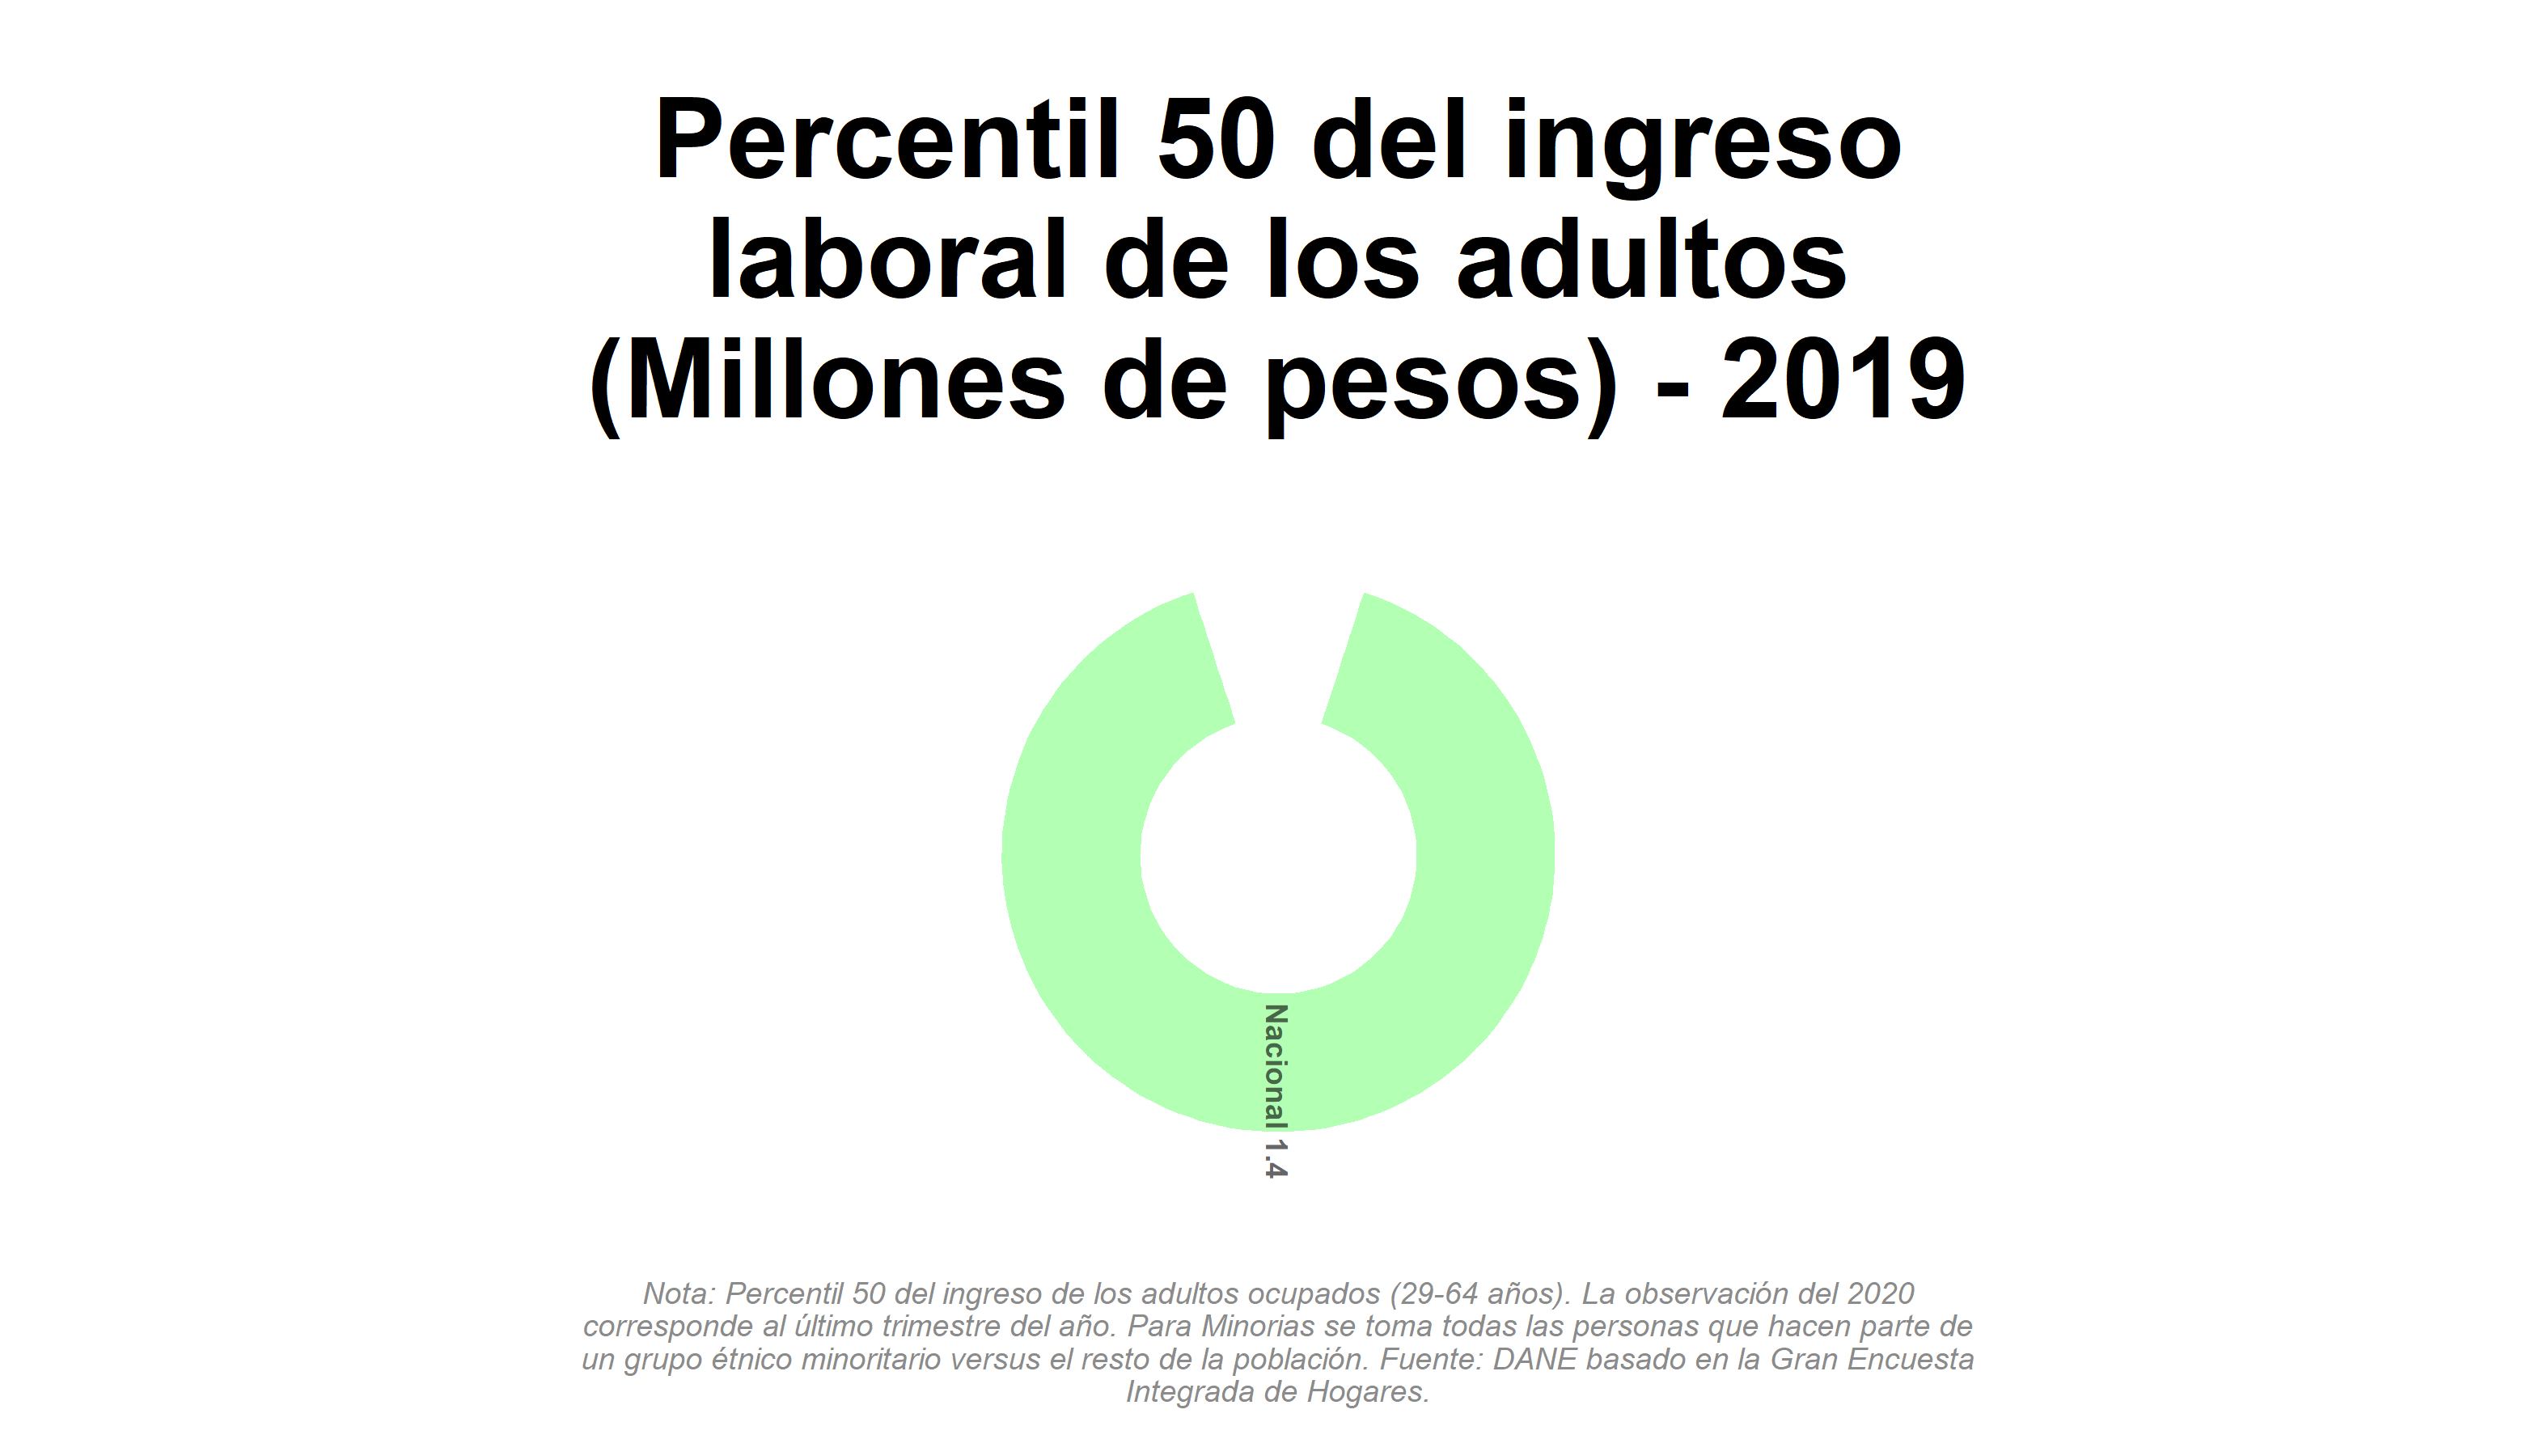 Percentil 50 del ingreso
laboral de los adultos
(Millones de pesos) - 2019
Nacional 1.4
Nota: Percentil 50 del ingreso de los adultos ocupados (29-64 años). La observación del 2020
corresponde al último trimestre del año. Para Minorias se toma todas las personas que hacen parte de
un grupo étnico minoritario versus el resto de la población. Fuente: DANE basado en la Gran Encuesta
Integrada de Hogares.